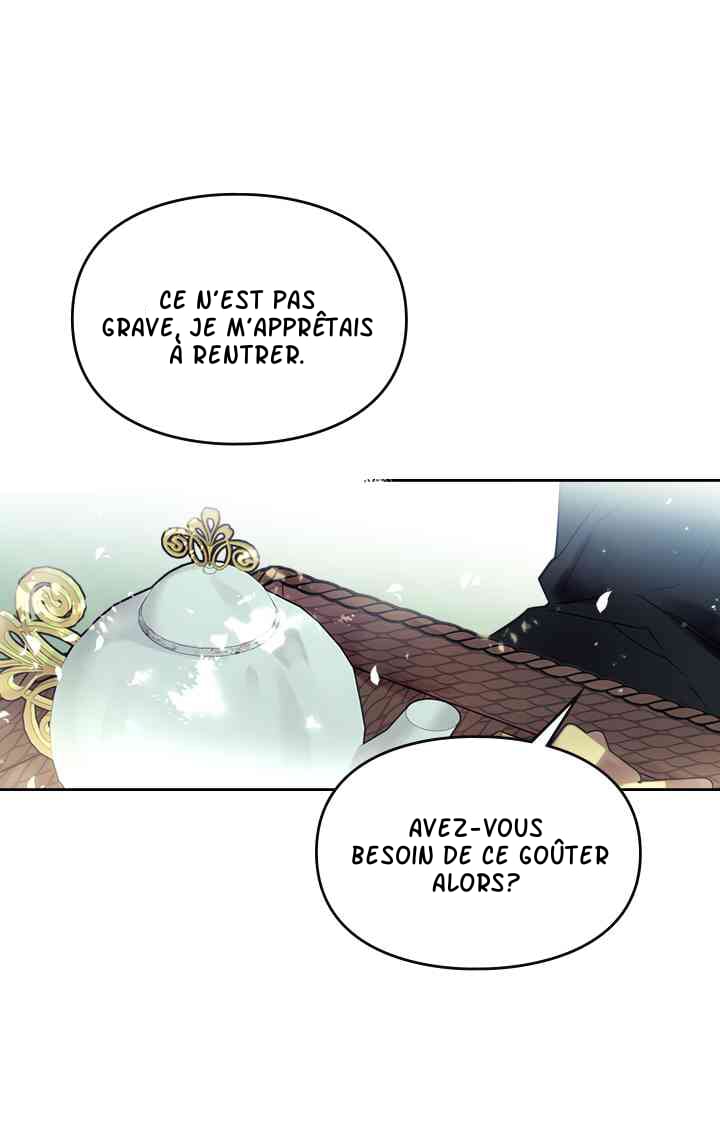 CE N'EST PAS
GRAVE, JE M'APPRÊTAIS
À RENTRER.
AVEZ-VOUS
BESOIN DE CE GOÛTER
ALORS?